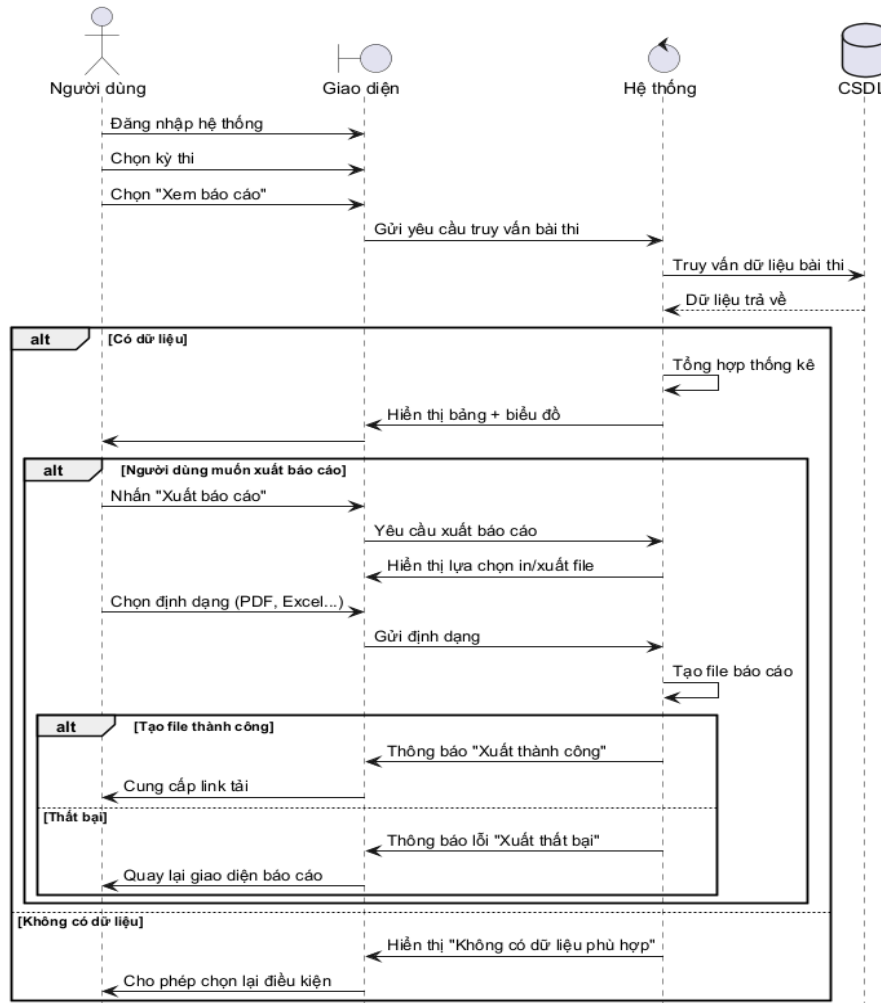 Người dùng
Giao diện
Hệ thống
CSDL
Đăng nhập hệ thống
Chọn kỳ thi
Chọn "Xem báo cáo"
Gửi yêu cầu truy vấn bài thi
Truy vấn dữ liệu bài thi
Dữ liệu trả về
alt
[Có dữ liệu]
Tổng hợp thống kê
Hiển thị bảng + biểu đồ
alt
[Người dùng muốn xuất báo cáo]
Nhấn "Xuất báo cáo"
Yêu cầu xuất báo cáo
Hiển thị lựa chọn in/xuất file
Chọn định dạng (PDF, Excel...)
Gửi định dạng
Tạo file báo cáo
alt
[Tạo file thành công]
Thông báo "Xuất thành công"
Cung cấp link tải
[Thất bại]
Thông báo lỗi "Xuất thất bại"
Quay lại giao diện báo cáo
[Không có dữ liệu]
Hiển thị "Không có dữ liệu phù hợp"
Cho phép chọn lại điều kiện